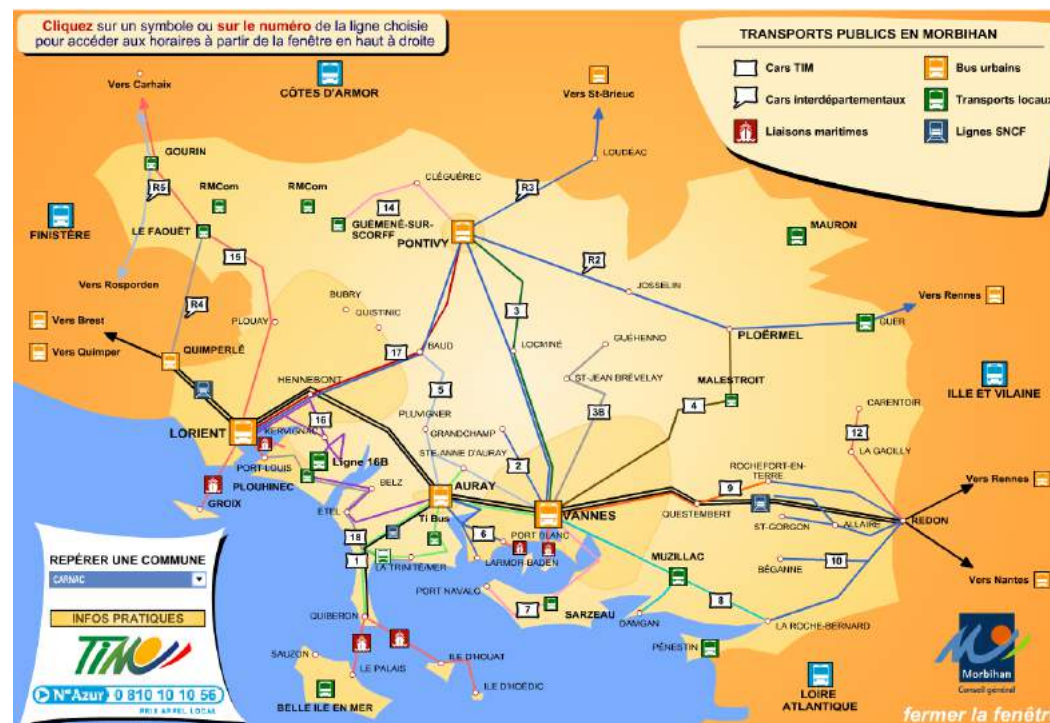 Cliquez sur un symbole ou sur le numéro de la ligne choisie
pour accéder aux horaires à partir de la fenêtre en haut à droite
TRANSPORTS PUBLICS EN MORBIHAN
Cars TIM
Bus urbains
Cars interdépartementaux
Transports locaux
Liaisons maritimes
Lignes SNCF
Vers Carhaix
CÔTES D'ARMOR
Vers St-Brieuc
LOUDEAC
GOURIN
R5
RMCom
RMCom
CLÉGUÉREC
R3
14
GUÉMENÉ-SUR-
SCORFF
PONTIVY
MAURON
FINISTÈRE
LE FAOUËT
15
R2
JOSSELIN
Vers Rosporden
R4
BUBRY
QUISTINIC
PLOUAY
3
Vers Rennes
GUER
PLOËRMEL
Vers Brest
Vers Quimper
QUIMPERLÉ
17
BAUD
LOCMINÉ
GUÉHENNO
ST-JEAN BRÉVELAY
MALESTROIT
ILLE ET VILAINE
HENNEBONT
5
3B
4
CARENTOIR
12
LA GACILLY
LORIENT
KERVIGNAC
16
PLUVIGNER
GRANDCHAMP
STE ANNE D'AURAY
2
Ligne 16B
PORT-LOUIS
PLOUHINEC
BELZ
AURAY
ROCHEFORT-EN-
TERRE
9
Vers Rennes
GROIX
ETEL
Ti Bus
VANNES
QUESTEMBERT
ST-GORGON
ALLAIRE
REDON
18
1
6
PORT BLANC
LARMOR-BADEN
LA TRINITÉ/MER
MUZILLAC
BÉGANNE
10
Vers Nantes
PORT NAVALO
7
SARZEAU
DAMGAN
8
LA ROCHE-BERNARD
QUIBERON
PÉNESTIN
SAUZON
LE PALAIS
ILE D'HOUAT
ILE D'HOËDIC
BELLE ILE EN MER
LOIRE
ATLANTIQUE
REPÉRER UNE COMMUNE
CARNAC
INFOS PRATIQUES
TIM
N°Azur 0 810 10 10 56
PRIX APPEL LOCAL
Morbihan
Conseil général
fermer la fenêtr